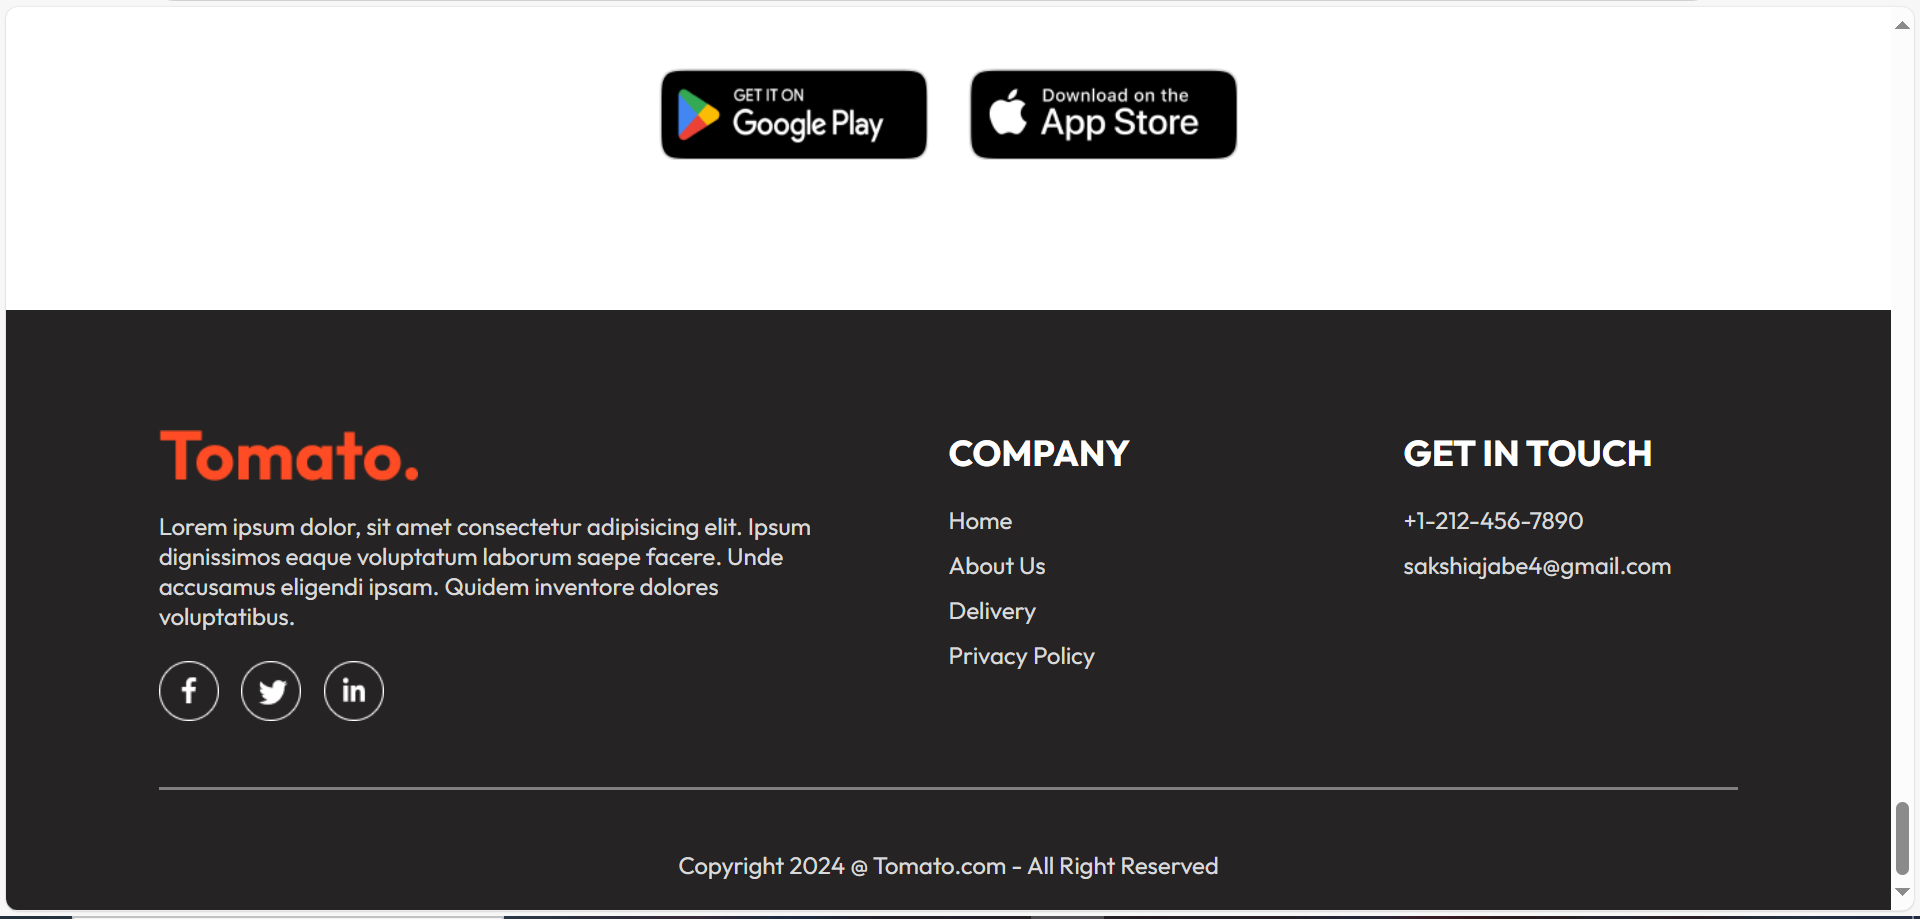 GET IT ON
Google Play
Download on the
App Store
Tomato.
Lorem ipsum dolor, sit amet consectetur adipisicing elit. Ipsum
dignissimos eaque voluptatum laborum saepe facere. Unde
accusamus eligendi ipsam. Quidem inventore dolores
voluptatibus.
f
in
COMPANY
Home
About Us
Delivery
Privacy Policy
GET IN TOUCH
+1-212-456-7890
sakshiajabe4@gmail.com
Copyright 2024 @ Tomato.com - All Right Reserved